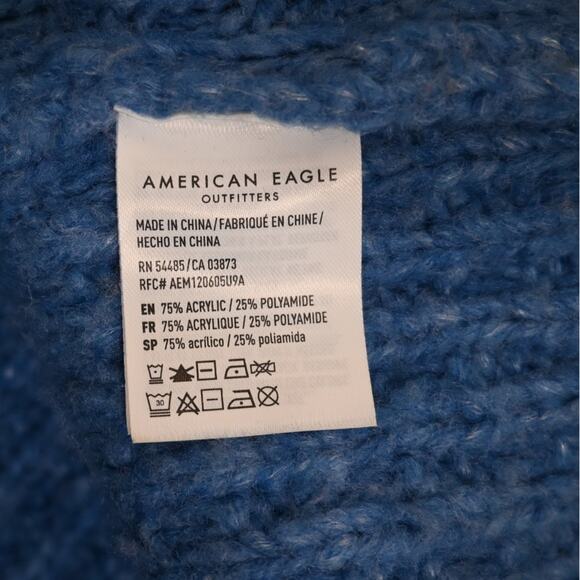 AMERICAN EAGLE
OUTFITTERS
MADE IN CHINA/FABRIQUÉ EN CHINE/
HECHO EN CHINA
RN 54485/CA 03873
RFC# AEM120605U9A
EN 75% ACRYLIC / 25% POLYAMIDE
FR 75% ACRYLIQUE / 25% POLYAMIDE
SP 75% acrílico / 25% poliamida
30